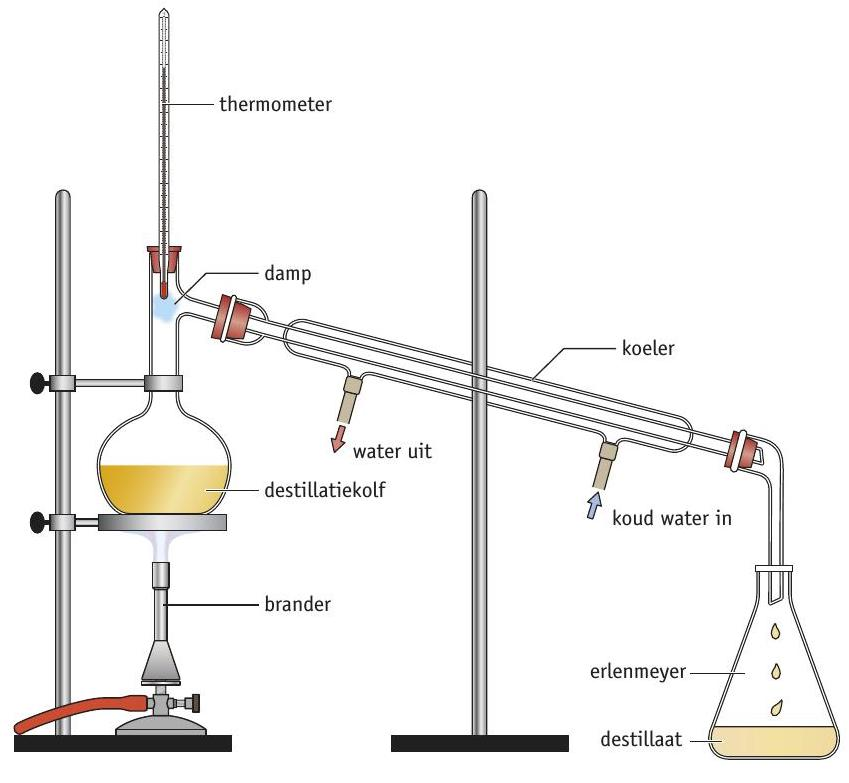 thermometer
damp
koeler
water uit
destillatiekolf
koud water in
brander
erlenmeyer
destillaat